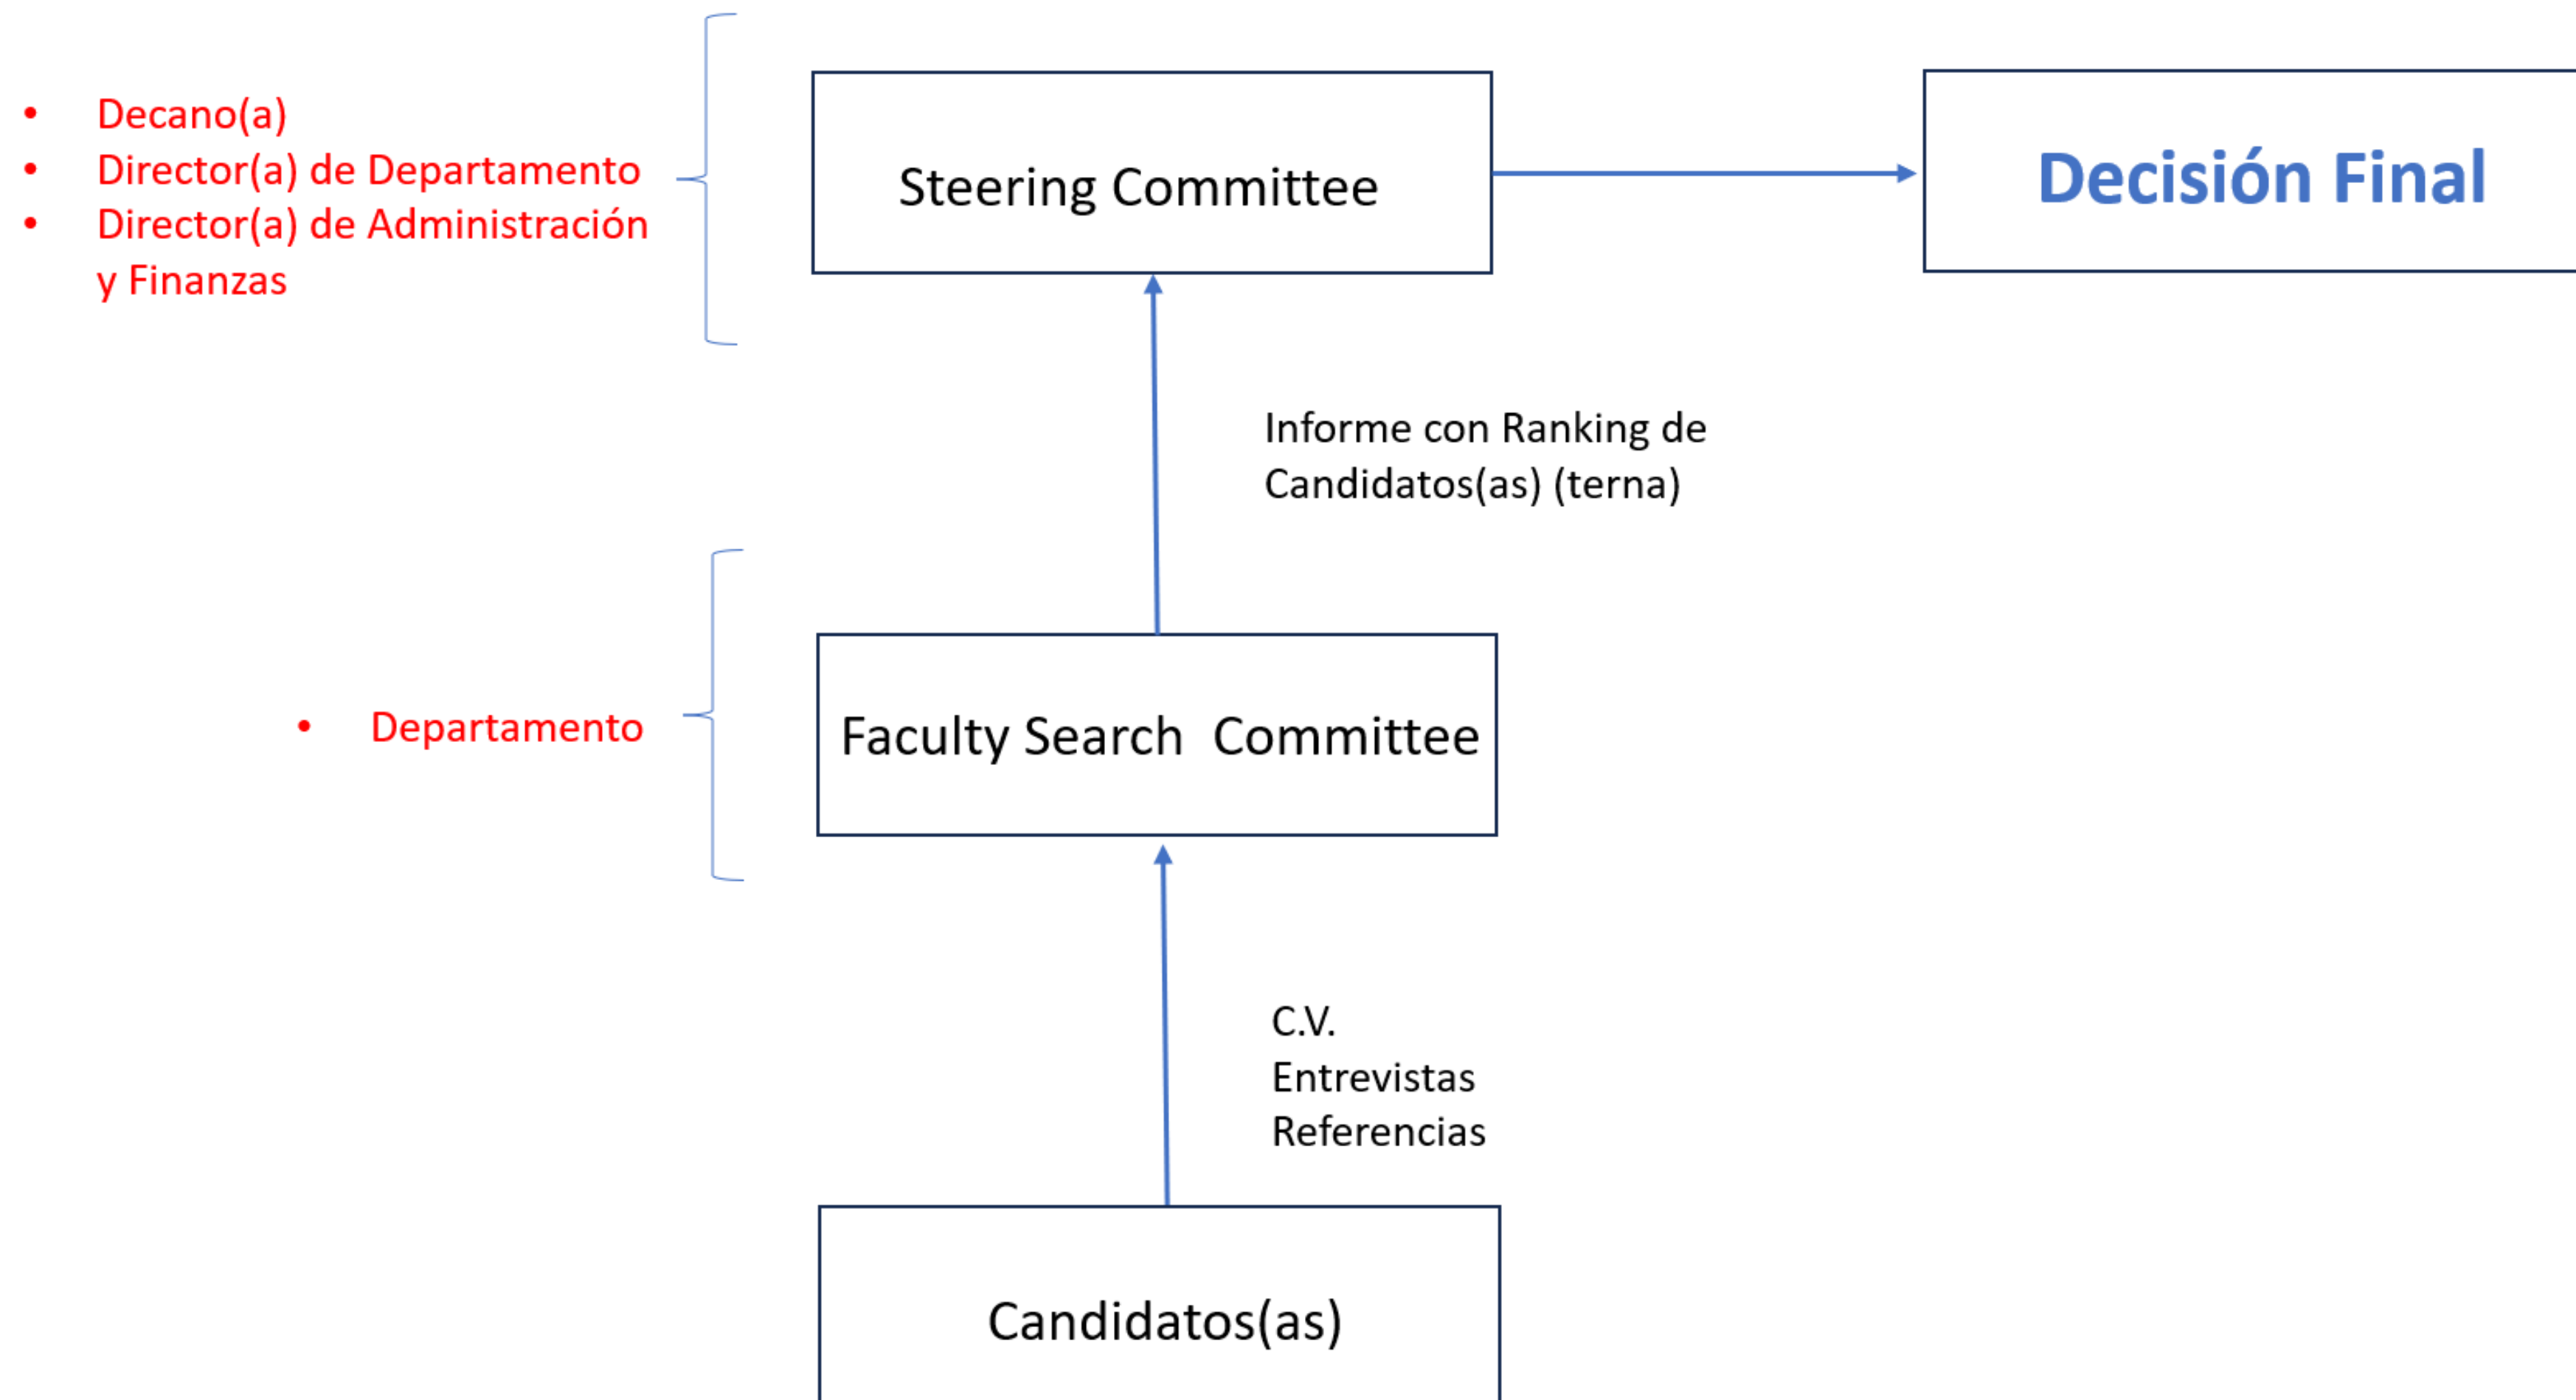 • Decano(a)
• Director(a) de Departamento
• Director(a) de Administración
y Finanzas
Steering Committee
Decisión Final
Informe con Ranking de
Candidatos(as) (terna)
• Departamento
Faculty Search Committee
C.V.
Entrevistas
Referencias
Candidatos(as)